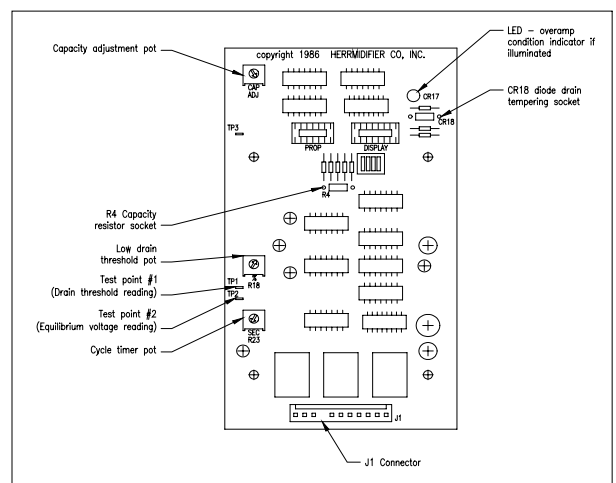 Capacity adjustment pot
copyright 1986 HERRMIDIFIER CO, INC.
LED - overamp
condition indicator if
illuminated
CAP
ADJ
CR17
CR18 diode drain
tempering socket
CR18
TP3
PROP
DISPLAY
R4 Capacity
resistor socket
R4
Low drain
threshold pot
%
R18
Test point #1
(Drain threshold reading)
TP1
Test point #2
(Equilibrium voltage reading)
TP2
Cycle timer pot
SEC
R23
J1
J1 Connector